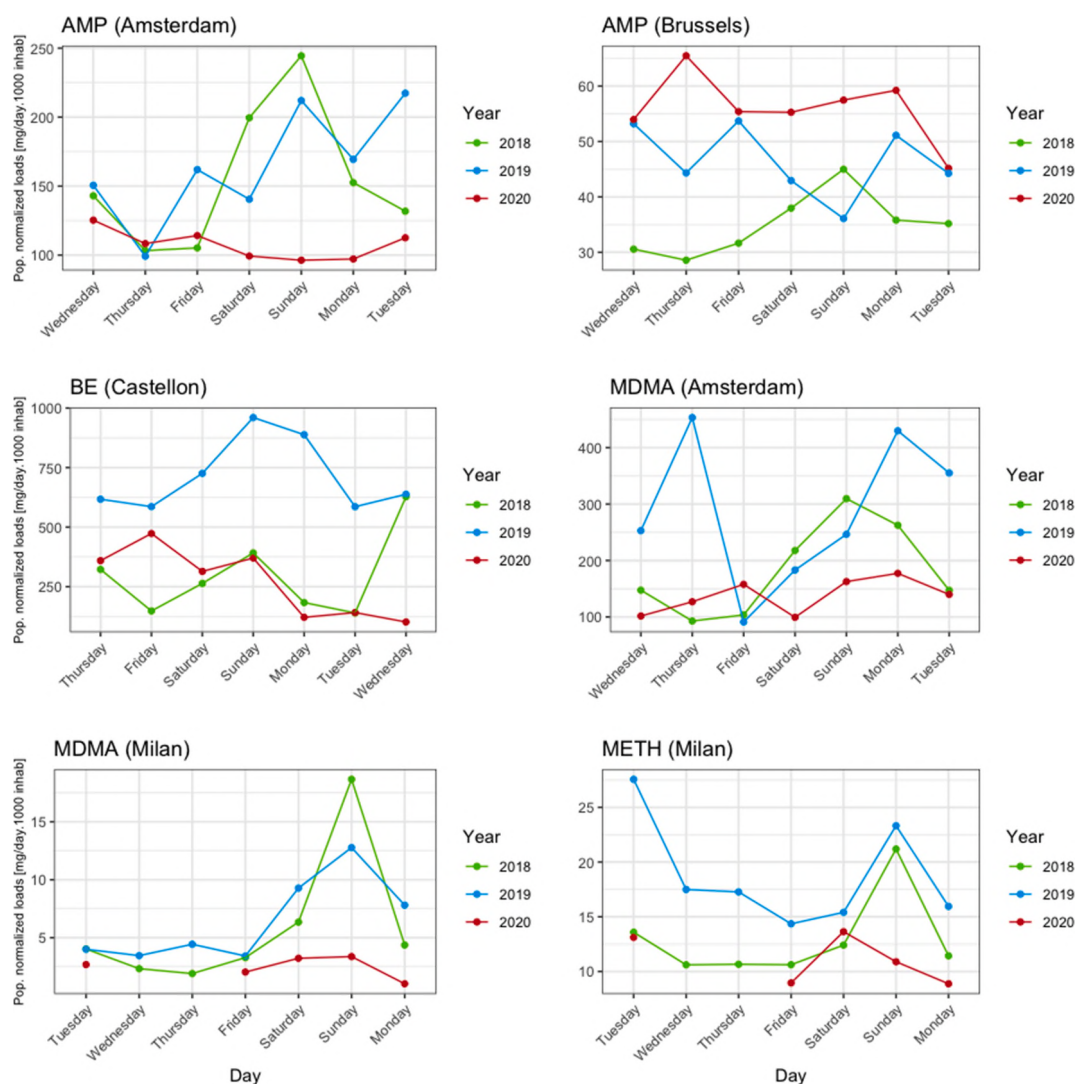 AMP (Amsterdam)
Pop. normalized loads [mg/day.1000 inhab]
250
200
150
100
Wednesday
Thursday
Friday
Saturday
Sunday
Monday
Tuesday
Year
2018
2019
2020
AMP (Brussels)
60
50
40
30
Wednesday
Thursday
Friday
Saturday
Sunday
Monday
Tuesday
Year
2018
2019
2020
BE (Castellon)
Pop. normalized loads [mg/day.1000 inhab]
1000
750
500
250
Thursday
Friday
Saturday
Sunday
Monday
Tuesday
Wednesday
Year
2018
2019
2020
MDMA (Amsterdam)
400
300
200
100
Wednesday
Thursday
Friday
Saturday
Sunday
Monday
Tuesday
Year
2018
2019
2020
MDMA (Milan)
Pop. normalized loads [mg/day.1000 inhab]
15
10
5
Tuesday
Wednesday
Thursday
Friday
Saturday
Sunday
Monday
Day
Year
2018
2019
2020
METH (Milan)
25
20
15
10
Tuesday
Wednesday
Thursday
Friday
Saturday
Sunday
Monday
Day
Year
2018
2019
2020